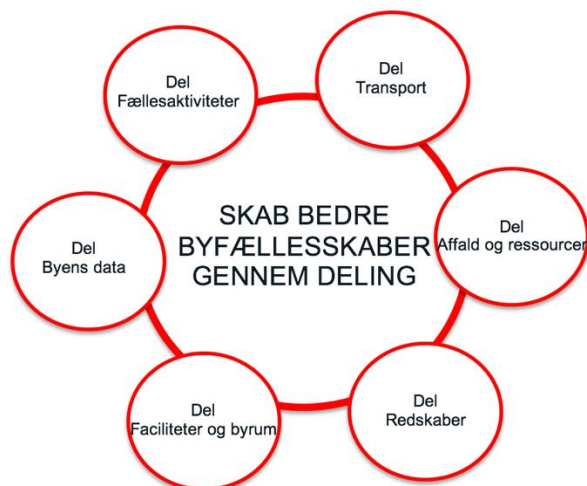 Del
Fællesaktiviteter
Del
Transport
Del
Affald og ressourcer
Del
Redskaber
Del
Faciliteter og byrum
Del
Byens data
SKAB BEDRE
BYFÆLLESSKABER
GENNEM DELING